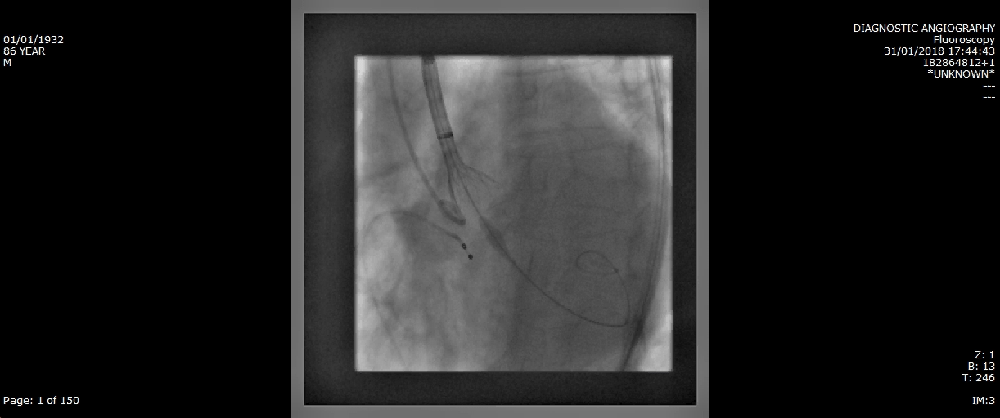 01/01/1932
86 YEAR
M
DIAGNOSTIC ANGIOGRAPHY
Fluoroscopy
31/01/2018 17:44:43
182864812+1
*UNKNOWN*
---
---
Z: 1
B: 13
T: 246
Page: 1 of 150
IM:3